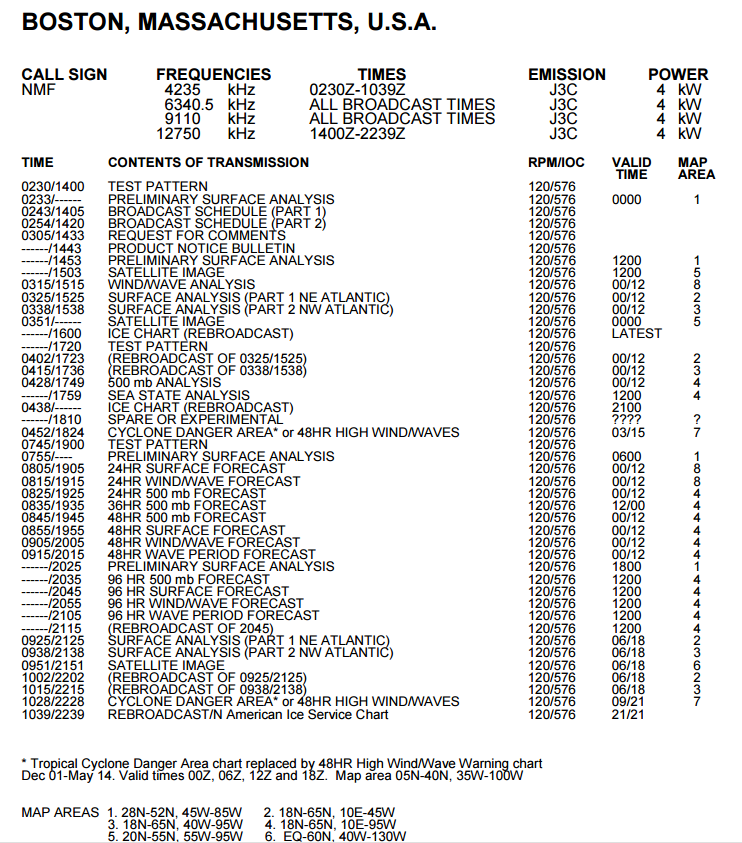 BOSTON, MASSACHUSETTS, U.S.A.
CALL SIGN FREQUENCIES TIMES EMISSION POWER
NMF 4235 kHz 0230Z-1039Z J3C 4 kW
6340.5 kHz ALL BROADCAST TIMES J3C 4 kW
9110 kHz ALL BROADCAST TIMES J3C 4 kW
12750 kHz 1400Z-2239Z J3C 4 kW
TIME CONTENTS OF TRANSMISSION RPM/IOC VALID MAP
TIME AREA
0230/1400 TEST PATTERN 120/576
0233/------ PRELIMINARY SURFACE ANALYSIS 120/576 0000 1
0243/1405 BROADCAST SCHEDULE (PART 1) 120/576
0254/1420 BROADCAST SCHEDULE (PART 2) 120/576
0305/1433 REQUEST FOR COMMENTS 120/576
------/1443 PRODUCT NOTICE BULLETIN 120/576
------/1453 PRELIMINARY SURFACE ANALYSIS 120/576 1200 1
------/1503 SATELLITE IMAGE 120/576 1200 5
0315/1515 WIND/WAVE ANALYSIS 120/576 00/12 8
0325/1525 SURFACE ANALYSIS (PART 1 NE ATLANTIC) 120/576 00/12 2
0338/1538 SURFACE ANALYSIS (PART 2 NW ATLANTIC) 120/576 00/12 3
0351/------ SATELLITE IMAGE 120/576 0000 5
------/1600 ICE CHART (REBROADCAST) 120/576 LATEST
------/1720 TEST PATTERN 120/576
0402/1723 (REBROADCAST OF 0325/1525) 120/576 00/12 2
0415/1736 (REBROADCAST OF 0338/1538) 120/576 00/12 3
0428/1749 500 mb ANALYSIS 120/576 00/12 4
------/1759 SEA STATE ANALYSIS 120/576 1200 4
0438/------ ICE CHART (REBROADCAST) 120/576 2100
------/1810 SPARE OR EXPERIMENTAL 120/576 ???? ?
0452/1824 CYCLONE DANGER AREA* or 48HR HIGH WIND/WAVES 120/576 03/15 7
0745/1900 TEST PATTERN 120/576
0755/---- PRELIMINARY SURFACE ANALYSIS 120/576 0600 1
0805/1905 24HR SURFACE FORECAST 120/576 00/12 8
0815/1915 24HR WIND/WAVE FORECAST 120/576 00/12 8
0825/1925 24HR 500 mb FORECAST 120/576 00/12 4
0835/1935 36HR 500 mb FORECAST 120/576 12/00 4
0845/1945 48HR 500 mb FORECAST 120/576 00/12 4
0855/1955 48HR SURFACE FORECAST 120/576 00/12 4
0905/2005 48HR WIND/WAVE FORECAST 120/576 00/12 4
0915/2015 48HR WAVE PERIOD FORECAST 120/576 00/12 4
------/2025 PRELIMINARY SURFACE ANALYSIS 120/576 1800 1
------/2035 96 HR 500 mb FORECAST 120/576 1200 4
------/2045 96 HR SURFACE FORECAST 120/576 1200 4
------/2055 96 HR WIND/WAVE FORECAST 120/576 1200 4
------/2105 96 HR WAVE PERIOD FORECAST 120/576 1200 4
------/2115 (REBROADCAST OF 2045) 120/576 1200 4
0925/2125 SURFACE ANALYSIS (PART 1 NE ATLANTIC) 120/576 06/18 2
0938/2138 SURFACE ANALYSIS (PART 2 NW ATLANTIC) 120/576 06/18 3
0951/2151 SATELLITE IMAGE 120/576 06/18 6
1002/2202 (REBROADCAST OF 0925/2125) 120/576 06/18 2
1015/2215 (REBROADCAST OF 0938/2138) 120/576 06/18 3
1028/2228 CYCLONE DANGER AREA* or 48HR HIGH WIND/WAVES 120/576 09/21 7
1039/2239 REBROADCAST/N American Ice Service Chart 120/576 21/21
* Tropical Cyclone Danger Area chart replaced by 48HR High Wind/Wave Warning chart
Dec 01-May 14. Valid times 00Z, 06Z, 12Z and 18Z. Map area 05N-40N, 35W-100W
MAP AREAS 1. 28N-52N, 45W-85W 2. 18N-65N, 10E-45W
3. 18N-65N, 40W-95W 4. 18N-65N, 10E-95W
5. 20N-55N, 55W-95W 6. EQ-60N, 40W-130W